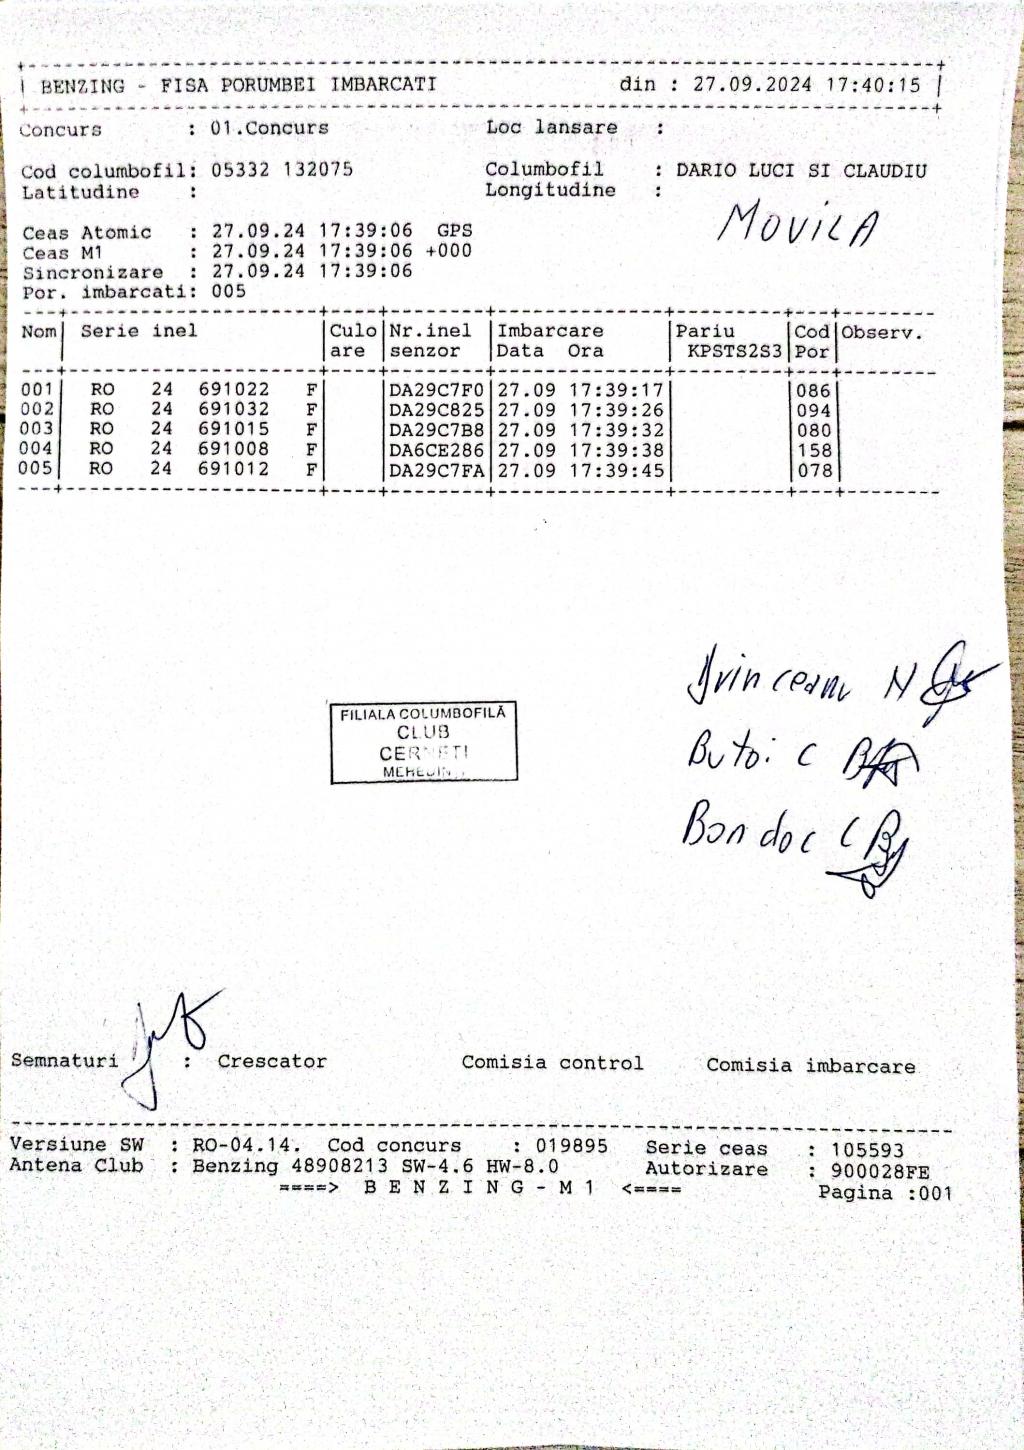 BENZING - FISA PORUMBEI IMBARCATI din : 27.09.2024 17:40:15
Concurs : 01.Concurs Loc lansare :
Cod columbofil: 05332 132075 Columbofil : DARIO LUCI SI CLAUDIU
Latitudine : Longitudine :
MOVILA
Ceas Atomic : 27.09.24 17:39:06 GPS
Ceas M1 : 27.09.24 17:39:06 +000
Sincronizare : 27.09.24 17:39:06
Por. imbarcati: 005
Nom| Serie inel |Culo|Nr.inel |Imbarcare |Pariu |Cod|Observ.
| |are |senzor |Data Ora | KPSTS2S3|Por|
001| RO 24 691022 F| |DA29C7F0|27.09 17:39:17| |086|
002| RO 24 691032 F| |DA29C825|27.09 17:39:26| |094|
003| RO 24 691015 F| |DA29C7B8|27.09 17:39:32| |080|
004| RO 24 691008 F| |DA6CE286|27.09 17:39:38| |158|
005| RO 24 691012 F| |DA29C7FA|27.09 17:39:45| |078|
N
FILIALA COLUMBOFILĂ
CLUB
Butoi C
Bondoc C
Semnaturi : Crescator Comisia control Comisia imbarcare
Versiune SW : RO-04.14. Cod concurs : 019895 Serie ceas : 105593
Antena Club : Benzing 48908213 SW-4.6 HW-8.0 Autorizare : 900028FE
====> B E N Z I N G - M 1 <==== Pagina :001